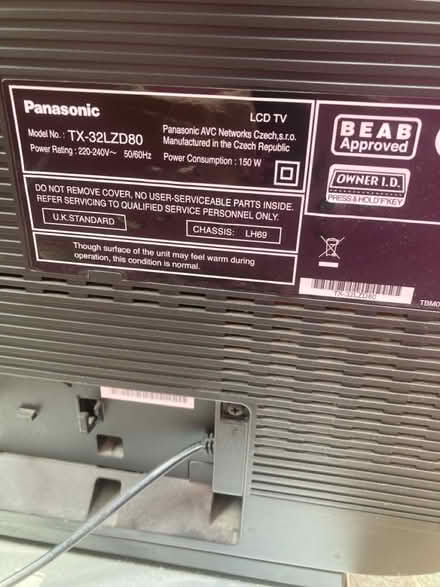 Panasonic
LCD TV
Model No. : TX-32LZD80
Power Rating : 220-240V~ 50/60Hz
Panasonic AVC Networks Czech,s.r.o.
Manufactured in the Czech Republic
Power Consumption : 150 W
DO NOT REMOVE COVER, NO USER-SERVICEABLE PARTS INSIDE.
REFER SERVICING TO QUALIFIED SERVICE PERSONNEL ONLY.
U.K.STANDARD
CHASSIS: LH69
Though surface of the unit may feel warm during
operation, this condition is normal.
BEAB
Approved
OWNER I.D.
PRESS&HOLD'F'KEY
TX-32LZD80
TBM0